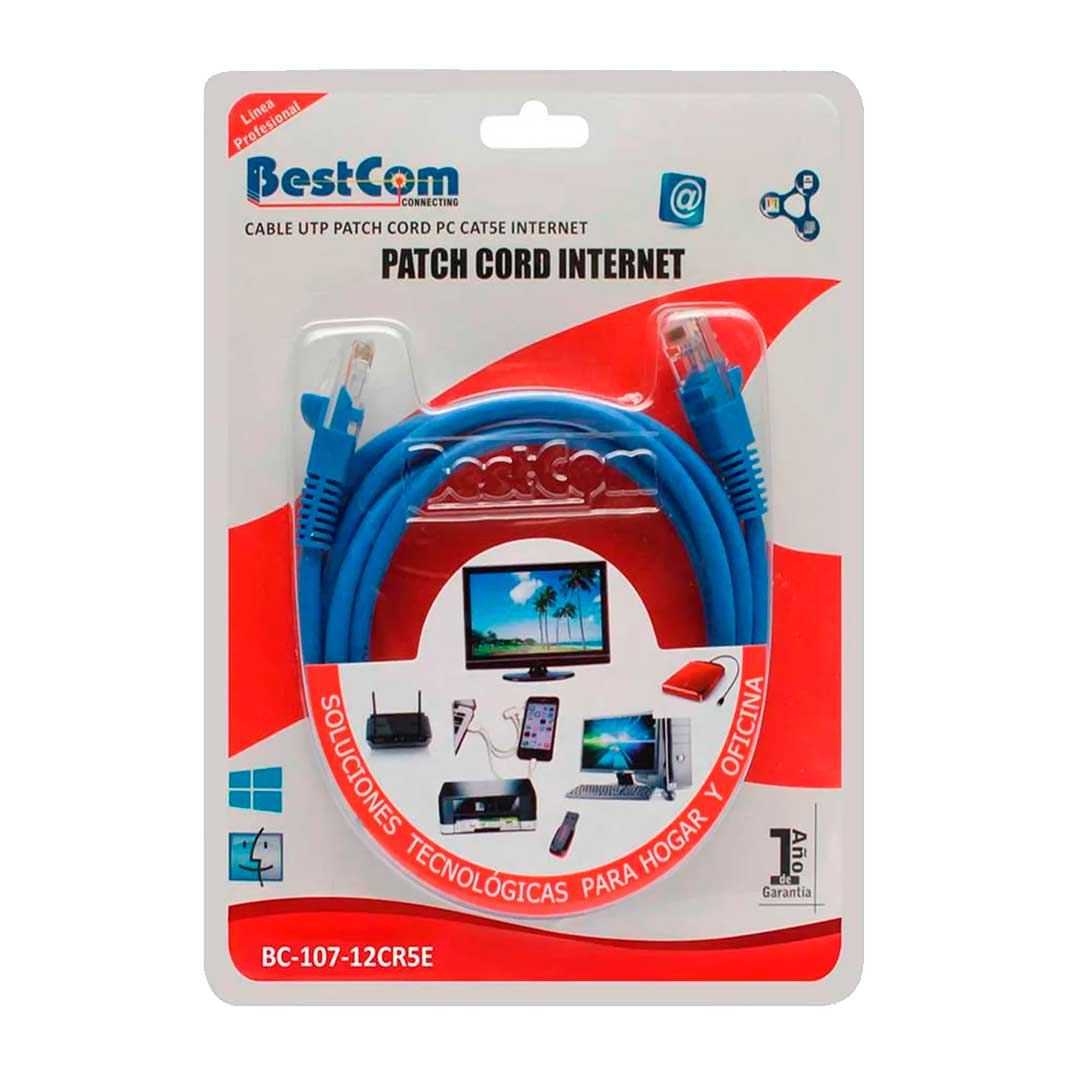 Línea
Profesional
BestCom
CONNECTING
CABLE UTP PATCH CORD PC CAT5E INTERNET
PATCH CORD INTERNET
BestCom
SOLUCIONES TECNOLÓGICAS PARA HOGAR Y OFICINA
1 Año
de
Garantía
BC-107-12CR5E